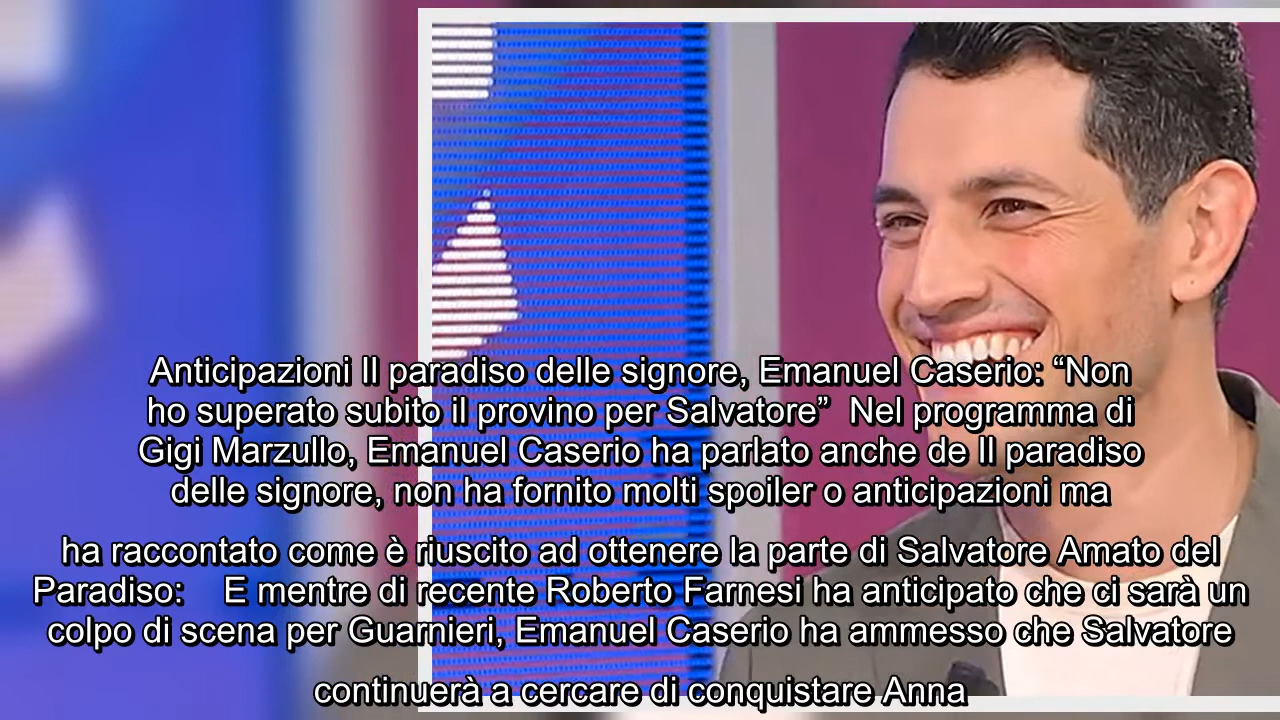 Anticipazioni Il paradiso delle signore, Emanuel Caserio: “Non
ho superato subito il provino per Salvatore”  Nel programma di
Gigi Marzullo, Emanuel Caserio ha parlato anche de Il paradiso
delle signore, non ha fornito molti spoiler o anticipazioni ma
ha raccontato come è riuscito ad ottenere la parte di Salvatore Amato del
Paradiso:    E mentre di recente Roberto Farnesi ha anticipato che ci sarà un
colpo di scena per Guarnieri, Emanuel Caserio ha ammesso che Salvatore
continuerà a cercare di conquistare Anna